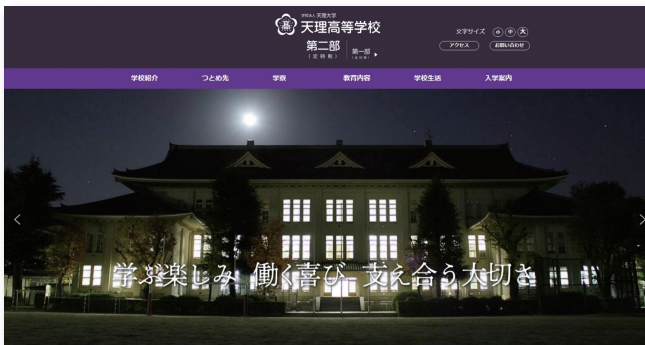 学校法人 天理大学
天理高等学校
第二部
(定時制)
第一部
(全日制)
文字サイズ 小 中 大
アクセス お問い合わせ
学校紹介 つとめ先 学寮 教育内容 学校生活 入学案内
学ぶ楽しみ 働く喜び 支え合う大切さ